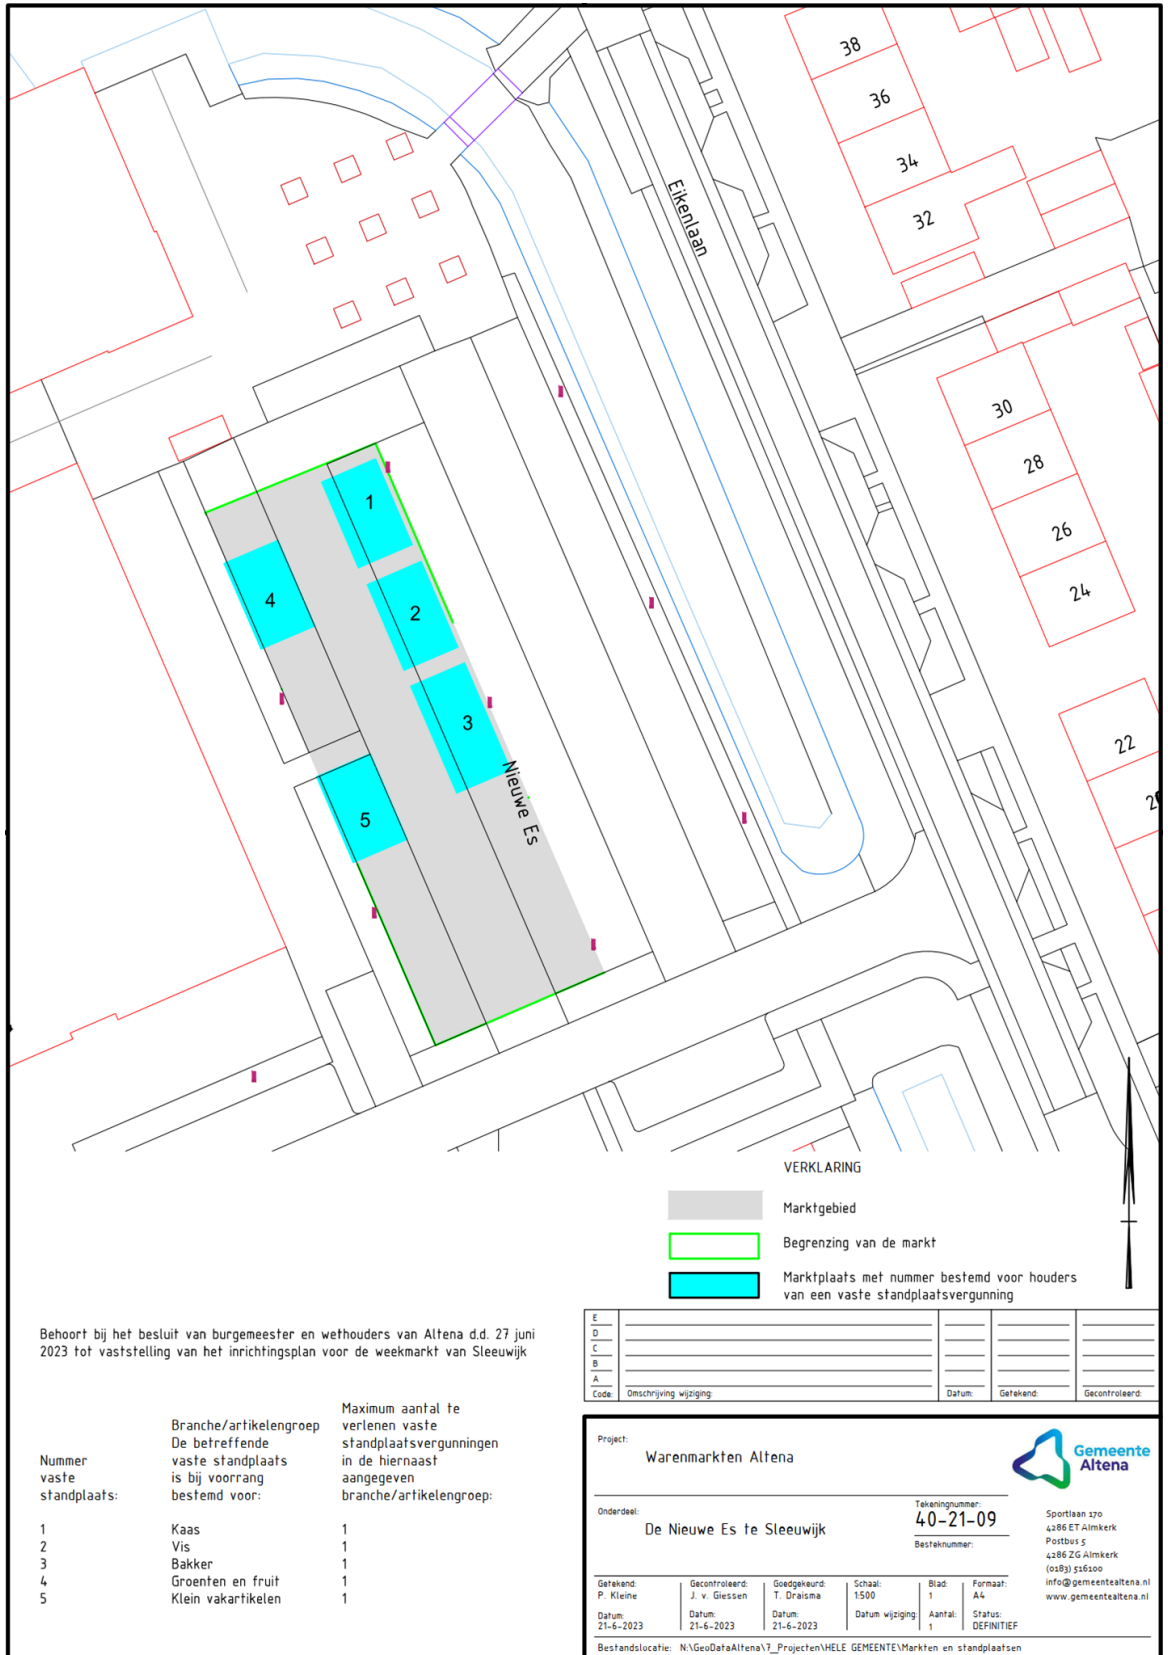 38
36
34
32
Eikenlaan
30
28
26
24
22
1
2
3
4
5
Nieuwe Es
VERKLARING
Marktgebied
Begrenzing van de markt
Marktplaats met nummer bestemd voor houders
van een vaste standplaatsvergunning
Behoort bij het besluit van burgemeester en wethouders van Altena d.d. 27 juni
2023 tot vaststelling van het inrichtingsplan voor de weekmarkt van Sleeuwijk
Nummer
vaste
standplaats:
Branche/artikelengroep
De betreffende
vaste standplaats
is bij voorrang
bestemd voor:
Maximum aantal te
verlenen vaste
standplaatsvergunningen
in de hiernaast
aangegeven
branche/artikelengroep:
1 Kaas 1
2 Vis 1
3 Bakker 1
4 Groenten en fruit 1
5 Klein vakartikelen 1
E
D
C
B
A
Code: Omschrijving wijziging: Datum: Getekend: Gecontroleerd:
Project:
Warenmarkten Altena
Gemeente
Altena
Onderdeel:
De Nieuwe Es te Sleeuwijk
Tekeningnummer:
40-21-09
Besteknummer:
Sportlaan 170
4286 ET Almkerk
Postbus 5
4286 ZG Almkerk
(0183) 516100
info@gemeentealtena.nl
www.gemeentealtena.nl
Getekend: Gecontroleerd: Goedgekeurd: Schaal: Blad: Formaat:
P. Kleine J. v. Giessen T. Draisma 1:500 1 A4
Datum: Datum: Datum: Datum wijziging: Aantal: Status:
21-6-2023 21-6-2023 21-6-2023 1 DEFINITIEF
Bestandslocatie: N:\GeoDataAltena\7_Projecten\HELE GEMEENTE\Markten en standplaatsen